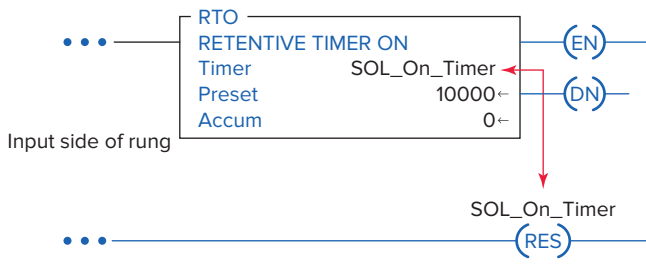 RTO
RETENTIVE TIMER ON
EN
Timer SOL_On_Timer
Preset 10000
DN
Accum 0
Input side of rung
SOL_On_Timer
RES